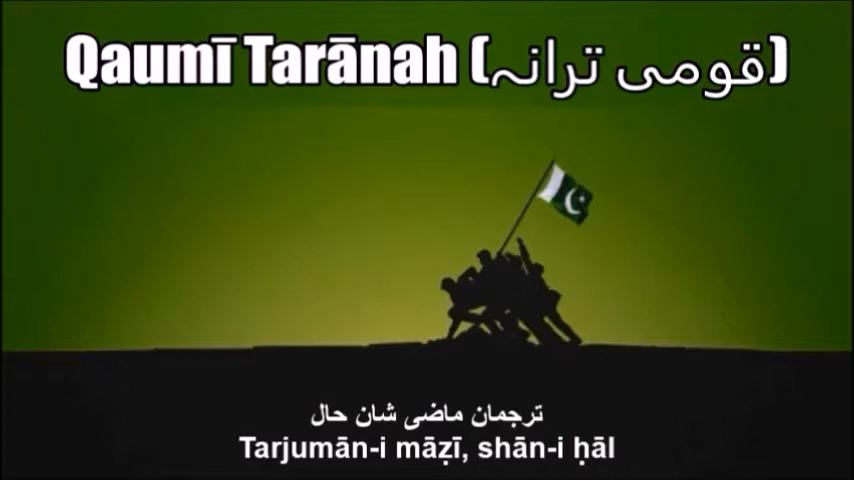 Qaumī Tarānah (قومی ترانہ)
ترجمان ماضی شان حال
Tarjumān-i māẓī, shān-i ḥāl